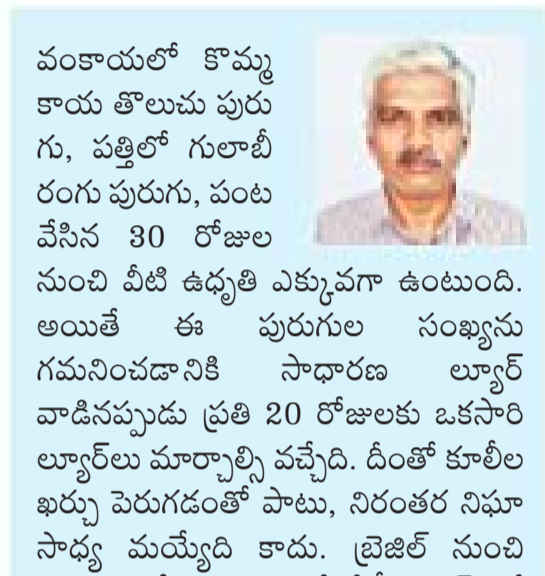 వంకాయలో కొమ్మ
కాయ తొలుచు పురు
గు, పత్తిలో గులాబీ
రంగు పురుగు, పంట
వేసిన 30 రోజుల
నుంచి వీటి ఉధృతి ఎక్కువగా ఉంటుంది.
అయితే ఈ పురుగుల సంఖ్యను
గమనించడానికి సాధారణ ల్యూర్
వాడినప్పుడు ప్రతి 20 రోజులకు ఒకసారి
ల్యూర్‌లు మార్చాల్సి వచ్చేది. దీంతో కూలీల
ఖర్చు పెరుగడంతో పాటు, నిరంతర నిఘా
సాధ్య మయ్యేది కాదు. బ్రెజిల్ నుంచి